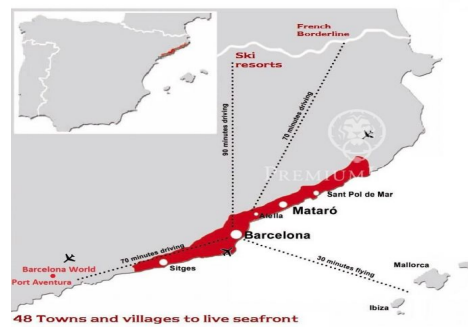 French
Borderline
Ski
resorts
90 minutes driving
70 minutes driving
PREMIUM
Sant Pol de Mar
Mataró
Alella
Barcelona
70 minutes driving
Barcelona World
Port Aventura
Sitges
30 minutes flying
Mallorca
Ibiza
48 Towns and villages to live seafront